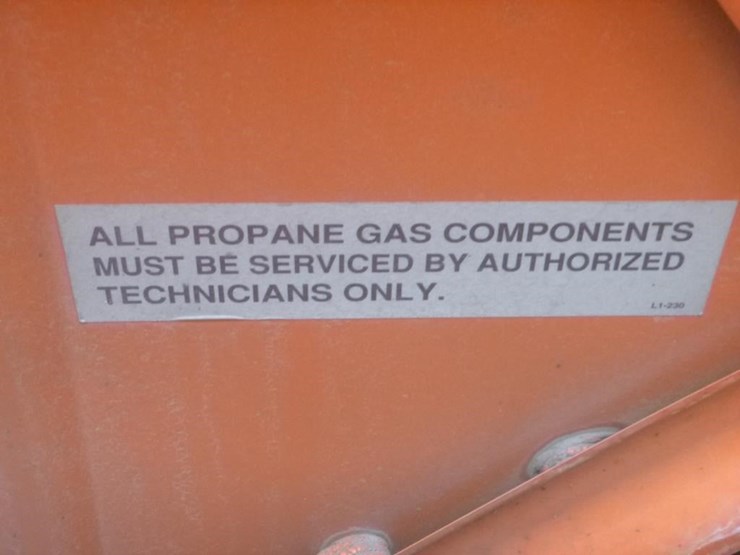 ALL PROPANE GAS COMPONENTS
MUST BE SERVICED BY AUTHORIZED
TECHNICIANS ONLY.
L1-230